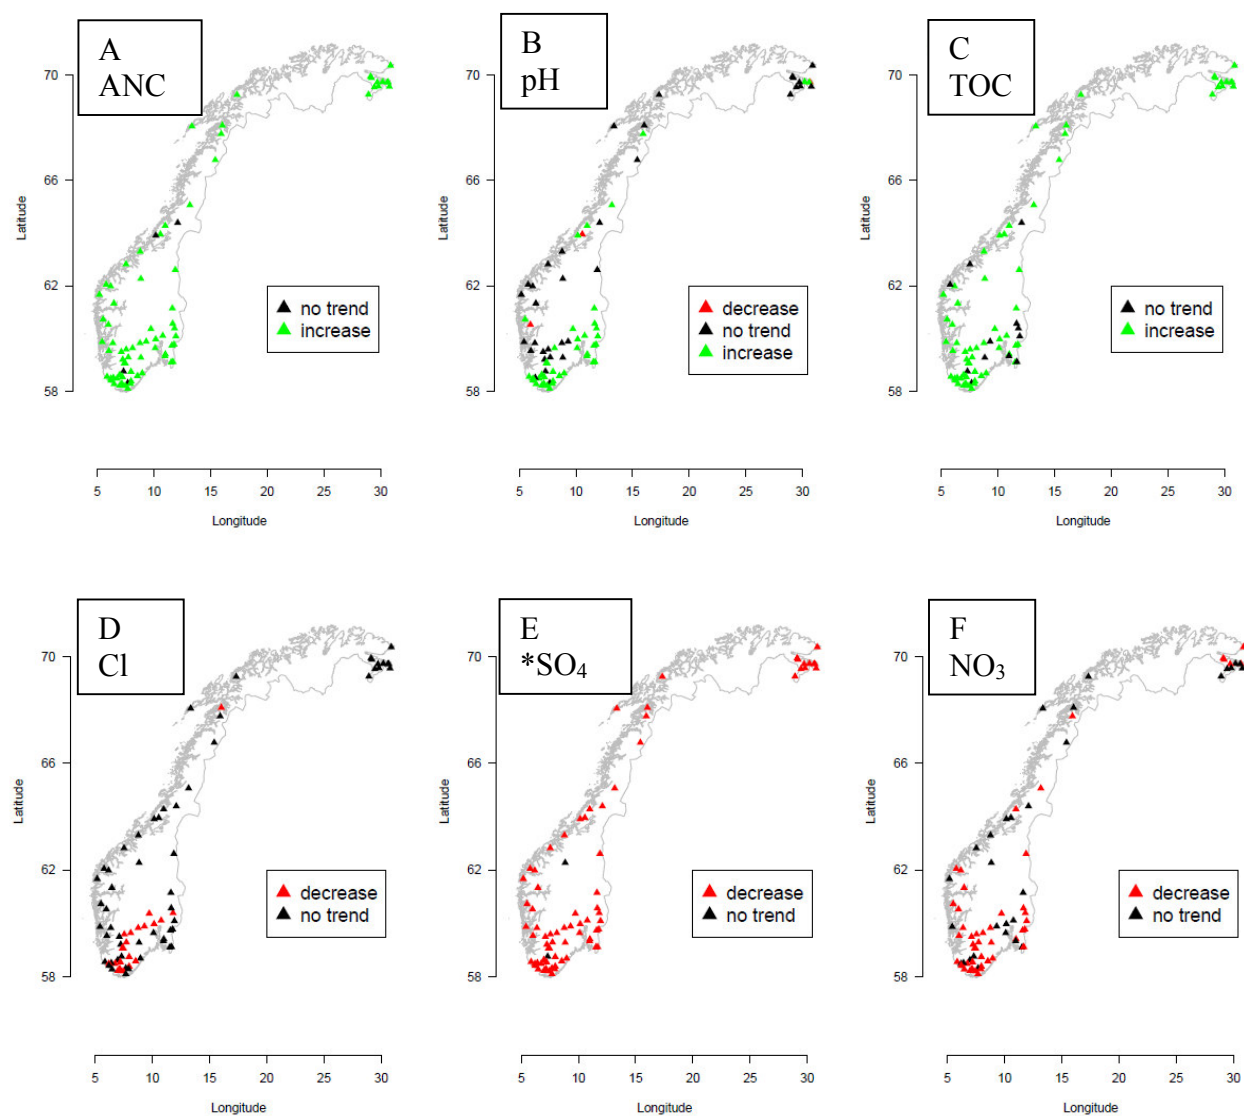 A
ANC
70
66
62
58
Latitude
no trend
increase
5 10 15 20 25 30
Longitude
B
pH
70
66
62
58
Latitude
decrease
no trend
increase
5 10 15 20 25 30
Longitude
C
TOC
70
66
62
58
Latitude
no trend
increase
5 10 15 20 25 30
Longitude
D
Cl
70
66
62
58
Latitude
decrease
no trend
5 10 15 20 25 30
Longitude
E
*SO₄
70
66
62
58
Latitude
decrease
no trend
5 10 15 20 25 30
Longitude
F
NO₃
70
66
62
58
Latitude
decrease
no trend
5 10 15 20 25 30
Longitude